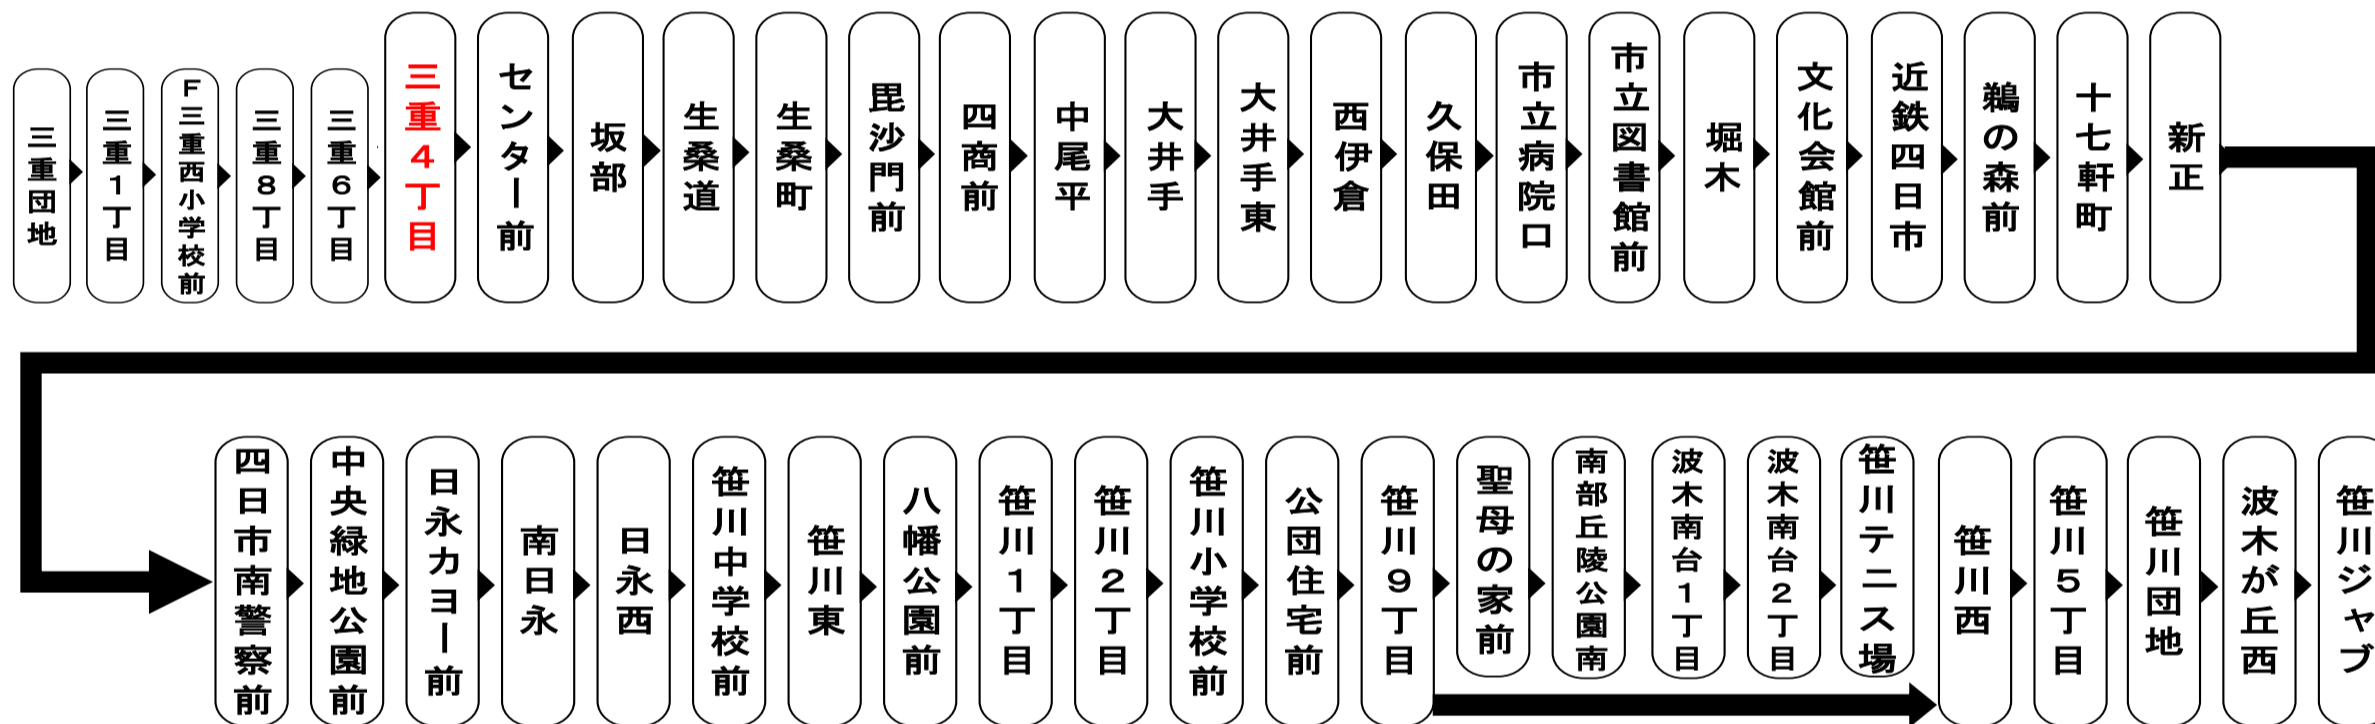 三重団地
三重1丁目
F三重西小学校前
三重8丁目
三重6丁目
三重4丁目
センター前
坂部
生桑道
生桑町
毘沙門前
四商前
中尾平
大井手
大井手東
西伊倉
久保田
市立病院口
市立図書館前
堀木
文化会館前
近鉄四日市
鵜の森前
十七軒町
新正
四日市南警察前
中央緑地公園前
日永カヨー前
南日永
日永西
笹川中学校前
笹川東
八幡公園前
笹川1丁目
笹川2丁目
笹川小学校前
公団住宅前
笹川9丁目
聖母の家前
南部丘陵公園南
波木南台1丁目
波木南台2丁目
笹川テニス場
笹川西
笹川5丁目
笹川団地
波木が丘西
笹川ジャブ